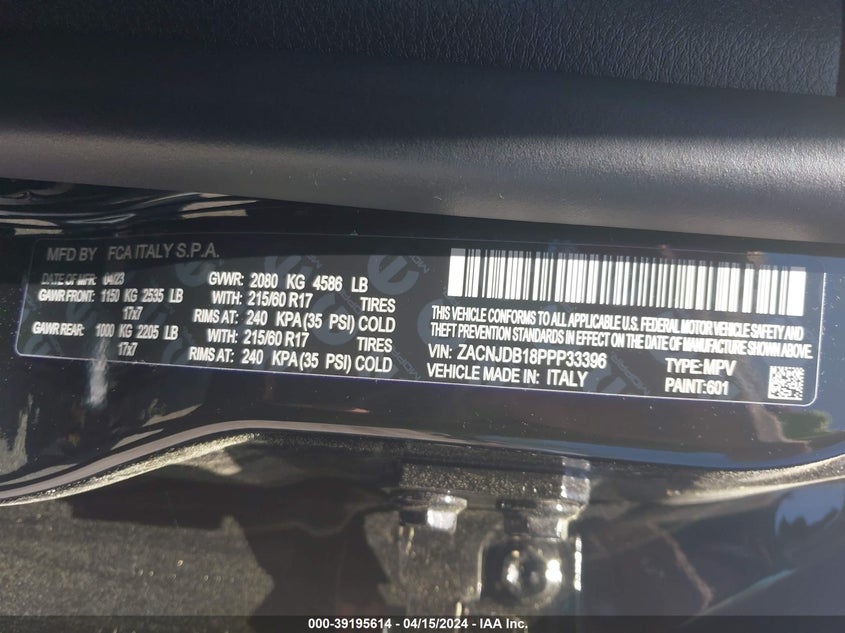 MFD BY FCA ITALY S.P.A.
DATE OF MFR: 04/23 GVWR: 2080 KG 4586 LB
GAWR FRONT: 1150 KG 2535 LB WITH: 215/60 R17 TIRES
17x7 RIMS AT: 240 KPA(35 PSI) COLD
GAWR REAR: 1000 KG 2205 LB WITH: 215/60 R17 TIRES
17x7 RIMS AT: 240 KPA(35 PSI) COLD
THIS VEHICLE CONFORMS TO ALL APPLICABLE U.S. FEDERAL MOTOR VEHICLE SAFETY AND
THEFT PREVENTION STANDARDS IN EFFECT ON THE DATE OF MANUFACTURE SHOWN ABOVE.
VIN: ZACNJDB18PPP33396 TYPE: MPV
VEHICLE MADE IN: ITALY PAINT: 601
000-39195614 - 04/15/2024 - IAA Inc.